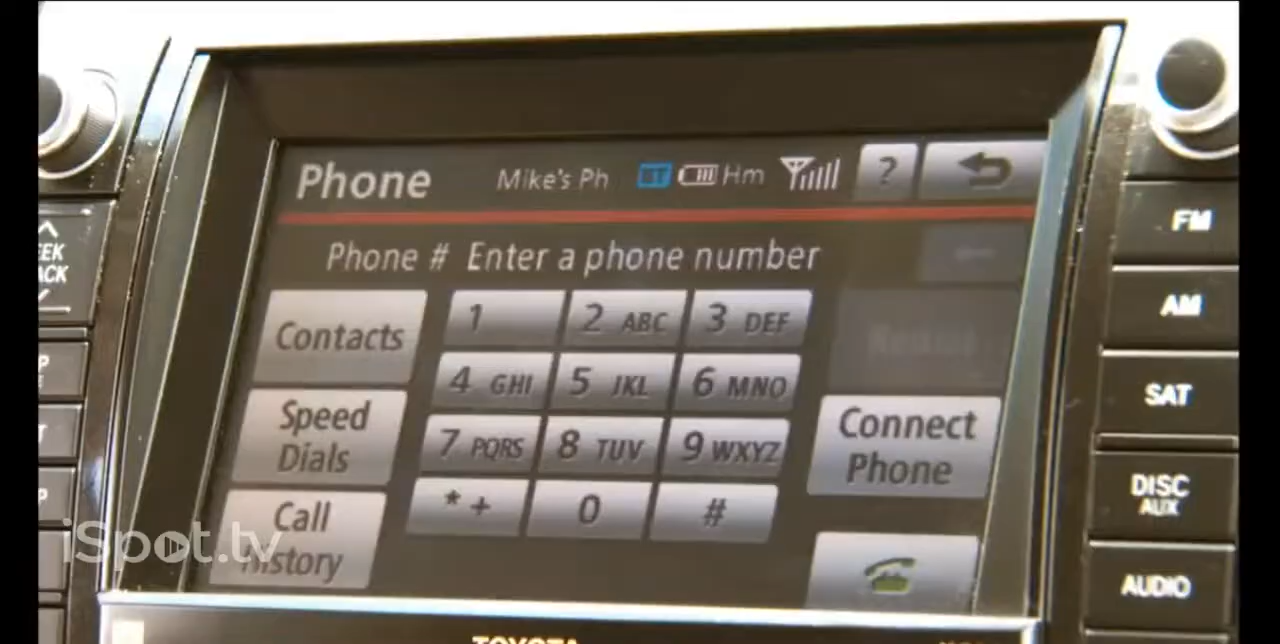 Phone Mike's Ph Hm ?
Phone # Enter a phone number
Contacts
Speed
Dials
Call
History
1
2 ABC
3 DEF
4 GHI
5 JKL
6 MNO
7 PQRS
8 TUV
9 WXYZ
* +
0
#
Connect
Phone
FM
AM
SAT
DISC
AUX
AUDIO
iSpot.tv
TOYOTA